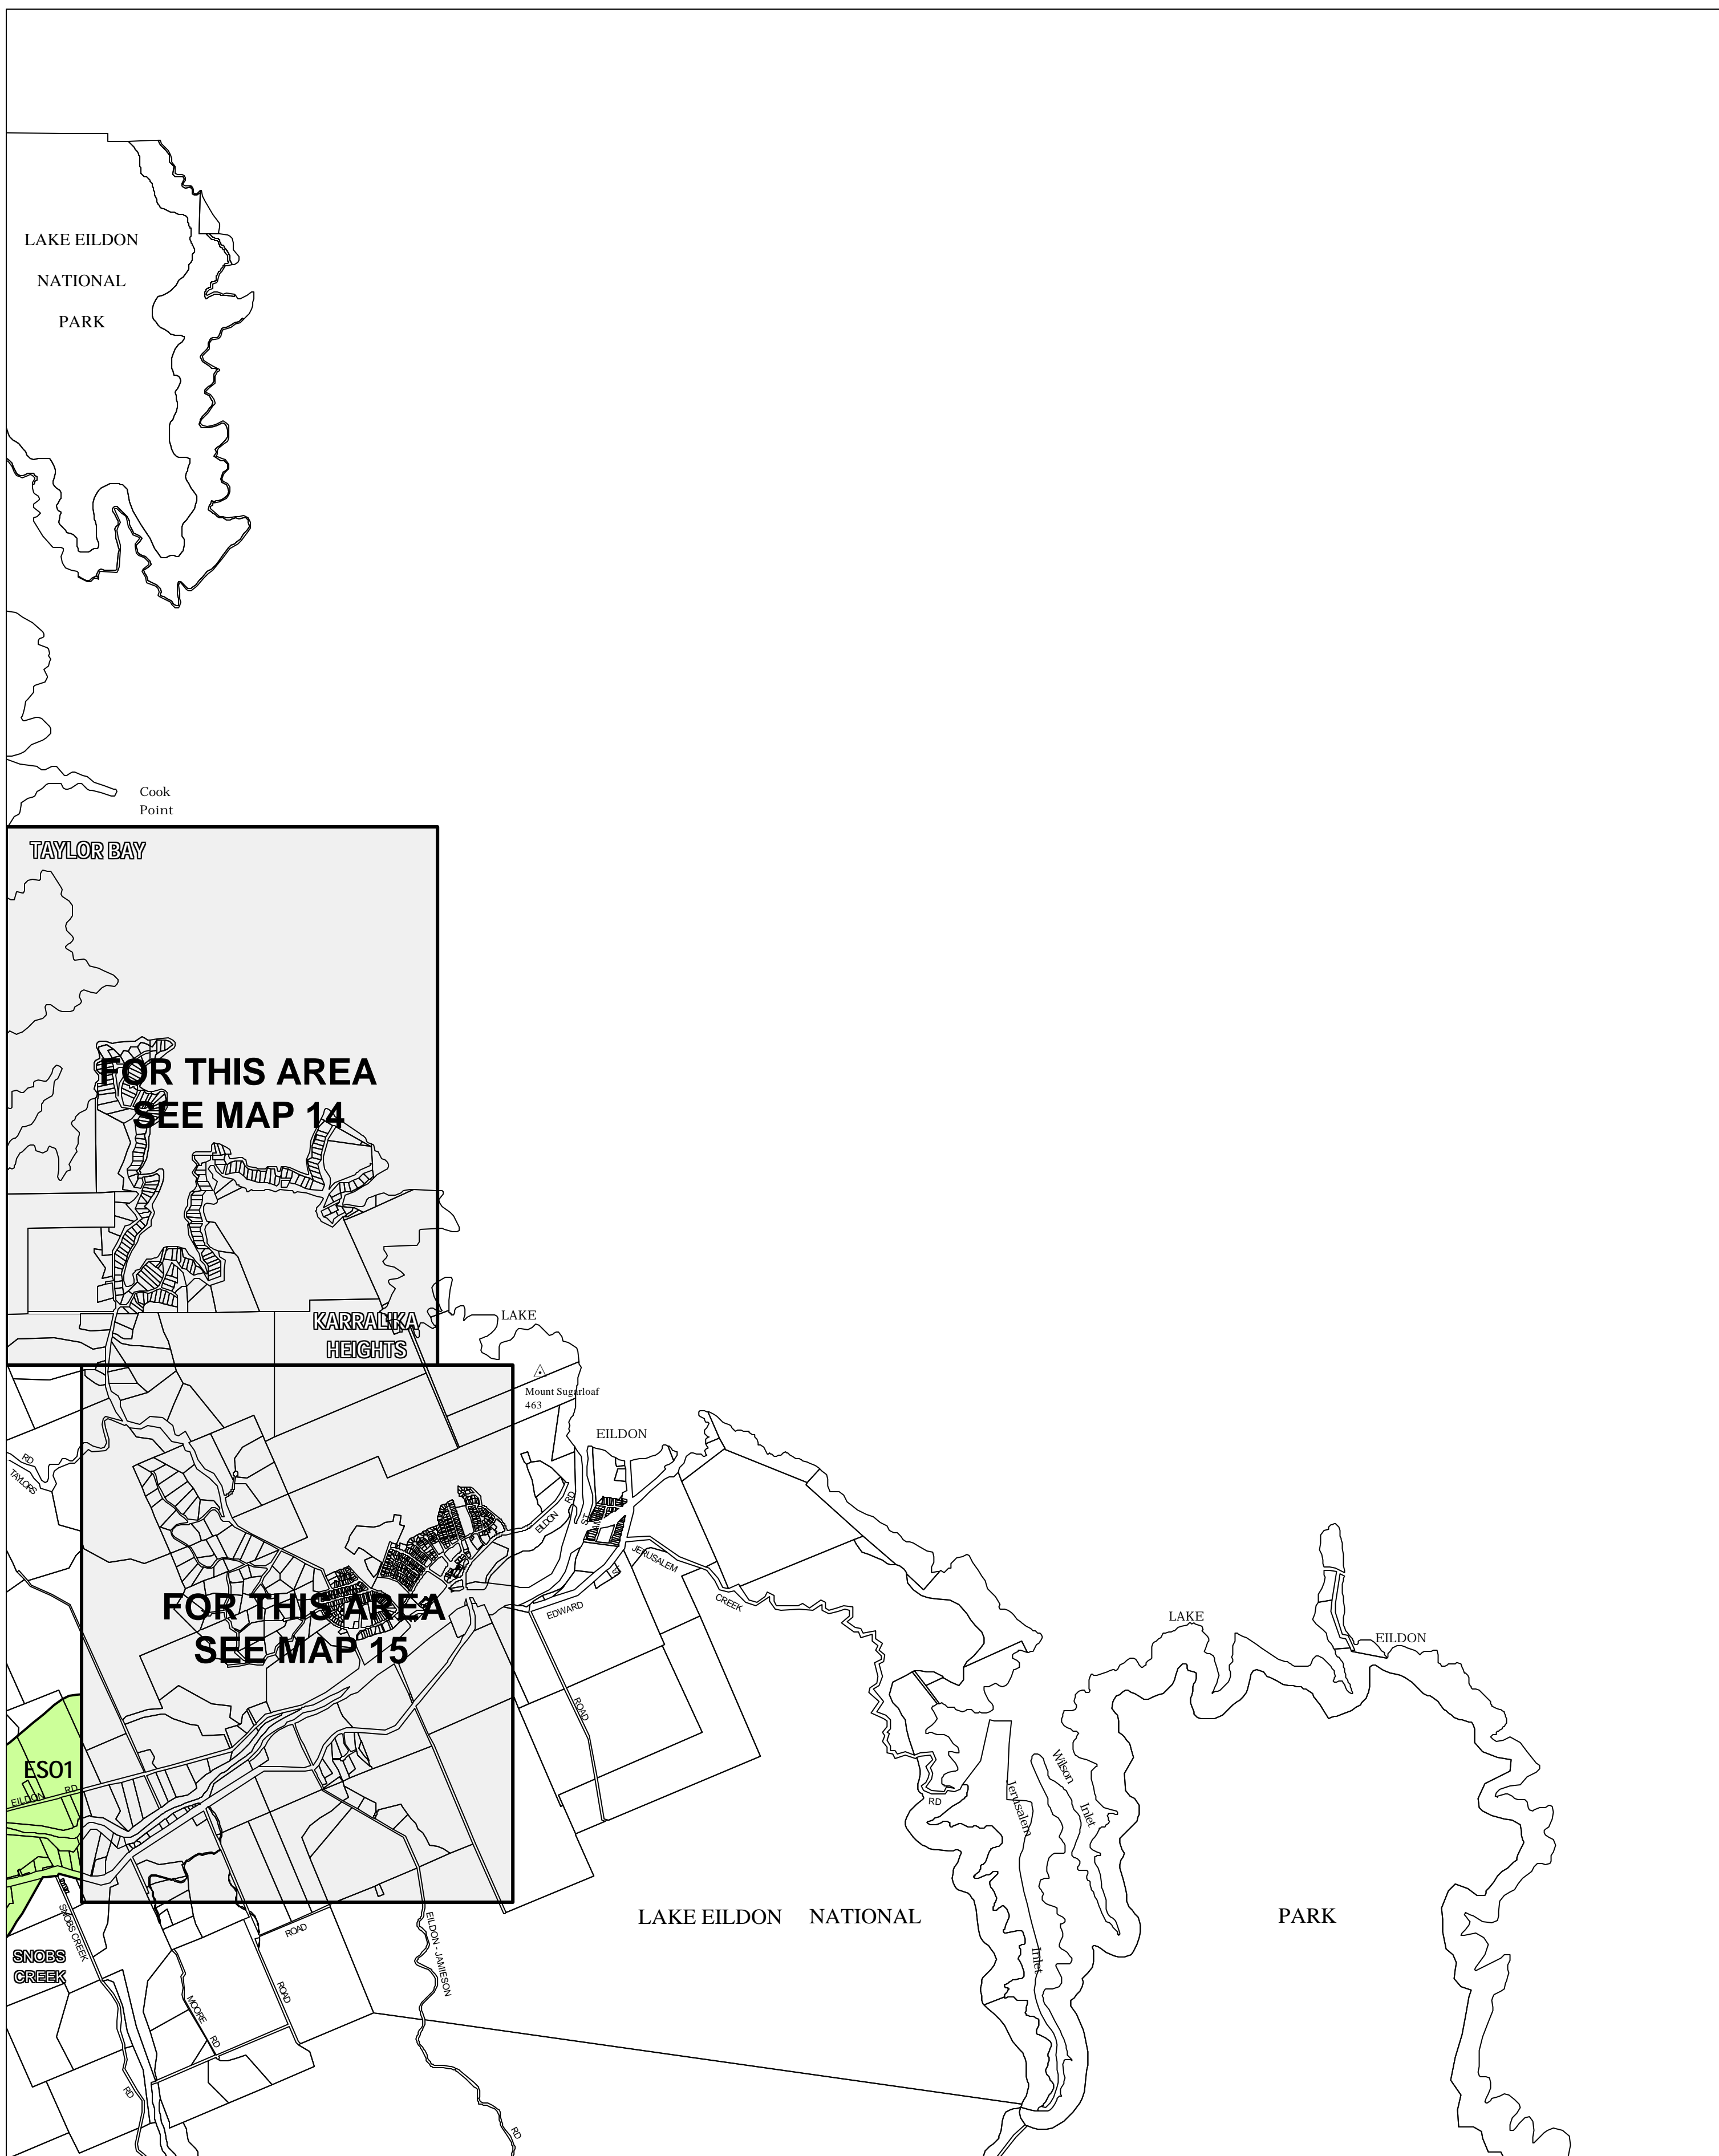 LAKE EILDON
NATIONAL
PARK
Cook
Point
TAYLOR BAY
FOR THIS AREA
SEE MAP 14
KARRALIKA
HEIGHTS
LAKE
Mount Sugarloaf
463
EILDON
RD
TAYLORS
EILDON
RD
ST
JERUSALEM
CREEK
EDWARD
ROAD
FOR THIS AREA
SEE MAP 15
LAKE
EILDON
Wilson
Inlet
Jerusalem
Inlet
RD
ESO1
EILDON RD
SNOBS CREEK
RD
SNOBS
CREEK
ROAD
ROAD
MOORE
RD
EILDON - JAMIESON
RD
LAKE EILDON NATIONAL
PARK